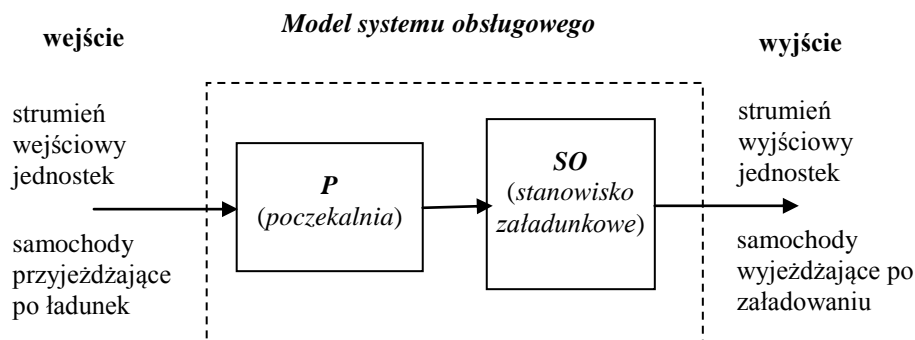 Model systemu obsługowego
wejście
wyjście
strumień
wejściowy
jednostek
samochody
przyjeżdżające
po ładunek
P
(poczekalnia)
SO
(stanowisko
załadunkowe)
strumień
wyjściowy
jednostek
samochody
wyjeżdżające po
załadowaniu